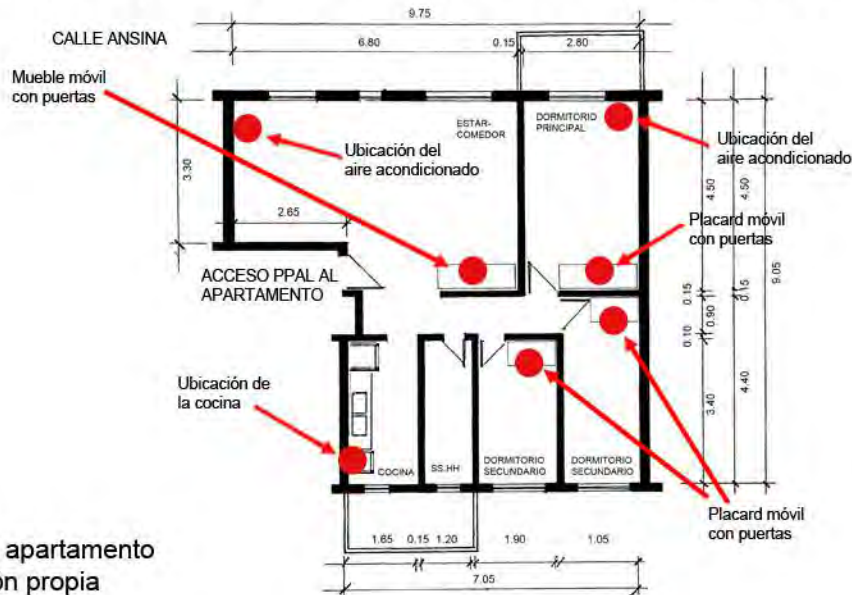 9.75
CALLE ANSINA
6.80
0.15
2.80
Mueble móvil
con puertas
ESTAR-
COMEDOR
DORMITORIO
PRINCIPAL
Ubicación del
aire acondicionado
Ubicación del
aire acondicionado
3.30
4.50
4.50
2.65
Placard móvil
con puertas
ACCESO PPAL AL
APARTAMENTO
9.05
0.15
0.15
0.90
0.10
Ubicación de
la cocina
3.40
4.40
COCINA
SS.HH
DORMITORIO
SECUNDARIO
DORMITORIO
SECUNDARIO
Placard móvil
con puertas
1.65
0.15
1.20
1.90
1.05
7.05
apartamento
on propia